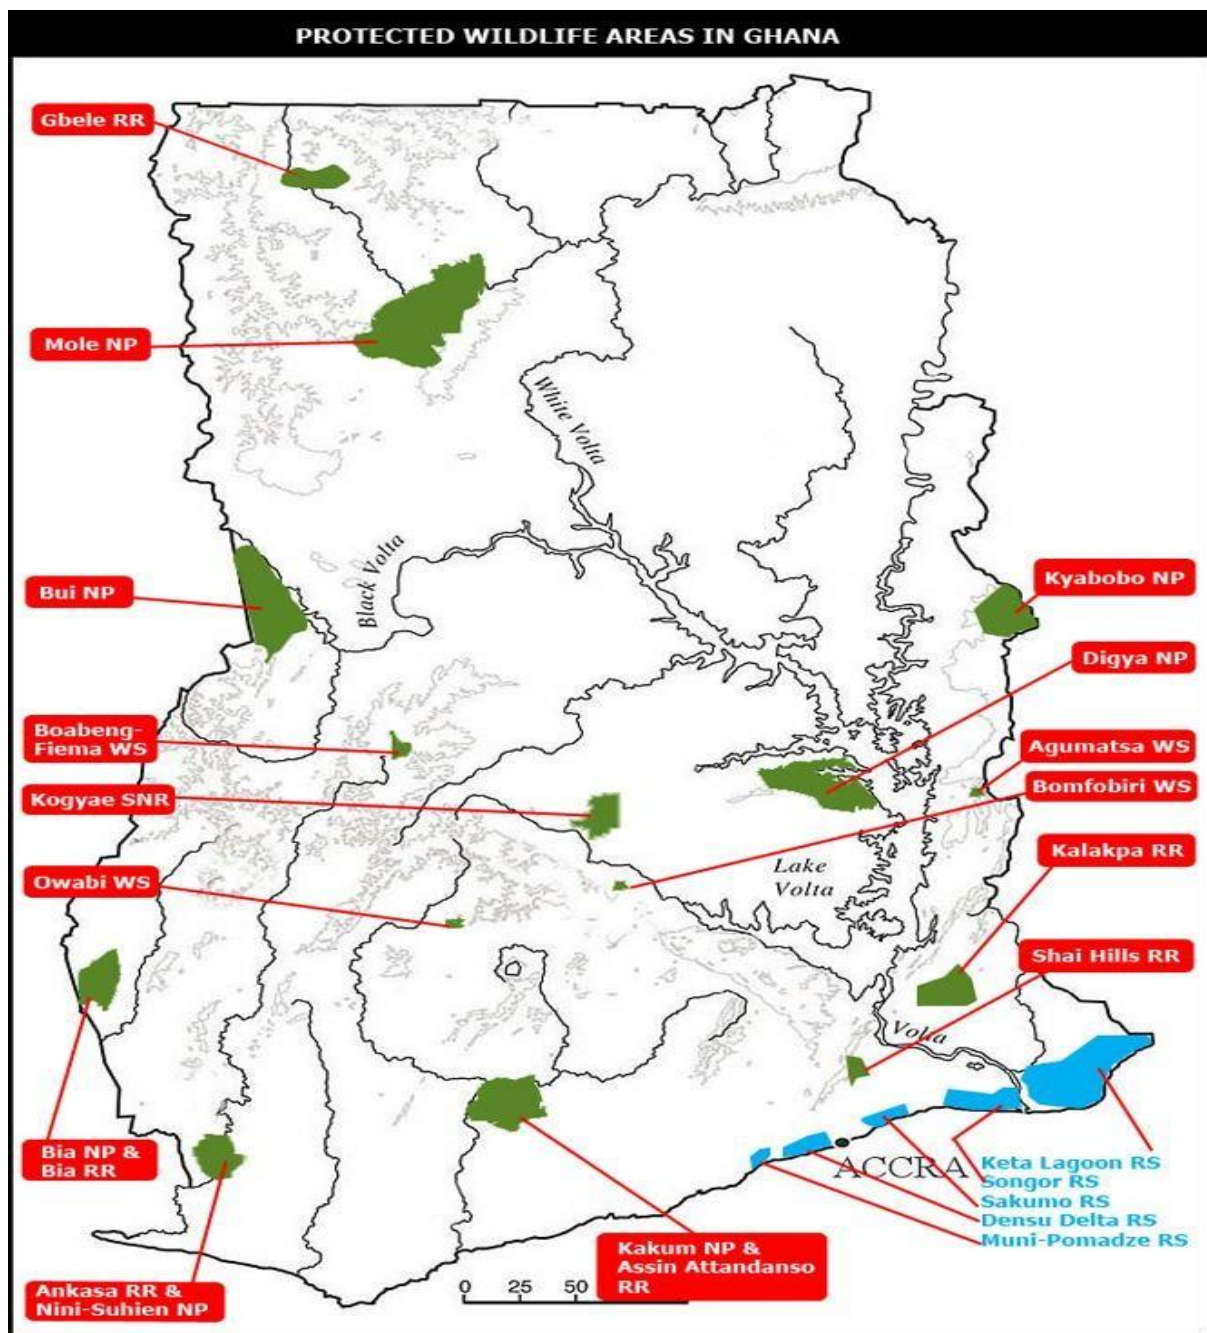 PROTECTED WILDLIFE AREAS IN GHANA
Gbele RR
Mole NP
White Volta
Black Volta
Bui NP
Kyabobo NP
Digya NP
Boabeng-
Fiema WS
Agumatsa WS
Bomfobiri WS
Kogyae SNR
Kalakpa RR
Lake
Volta
Owabi WS
Shai Hills RR
Volta
Bia NP &
Bia RR
ACCRA
Keta Lagoon RS
Songor RS
Sakumo RS
Densu Delta RS
Muni-Pomadze RS
Kakum NP &
Assin Attandanso
RR
Ankasa RR &
Nini-Suhien NP
0 25 50